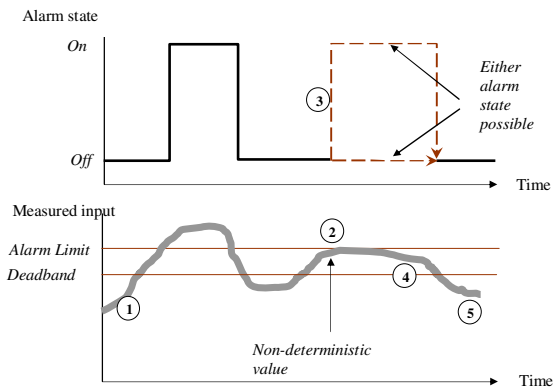 Alarm state
On
Either
alarm
state
possible
3
Off
Time
Measured input
Alarm Limit
2
Deadband
4
1
5
Non-deterministic
value
Time